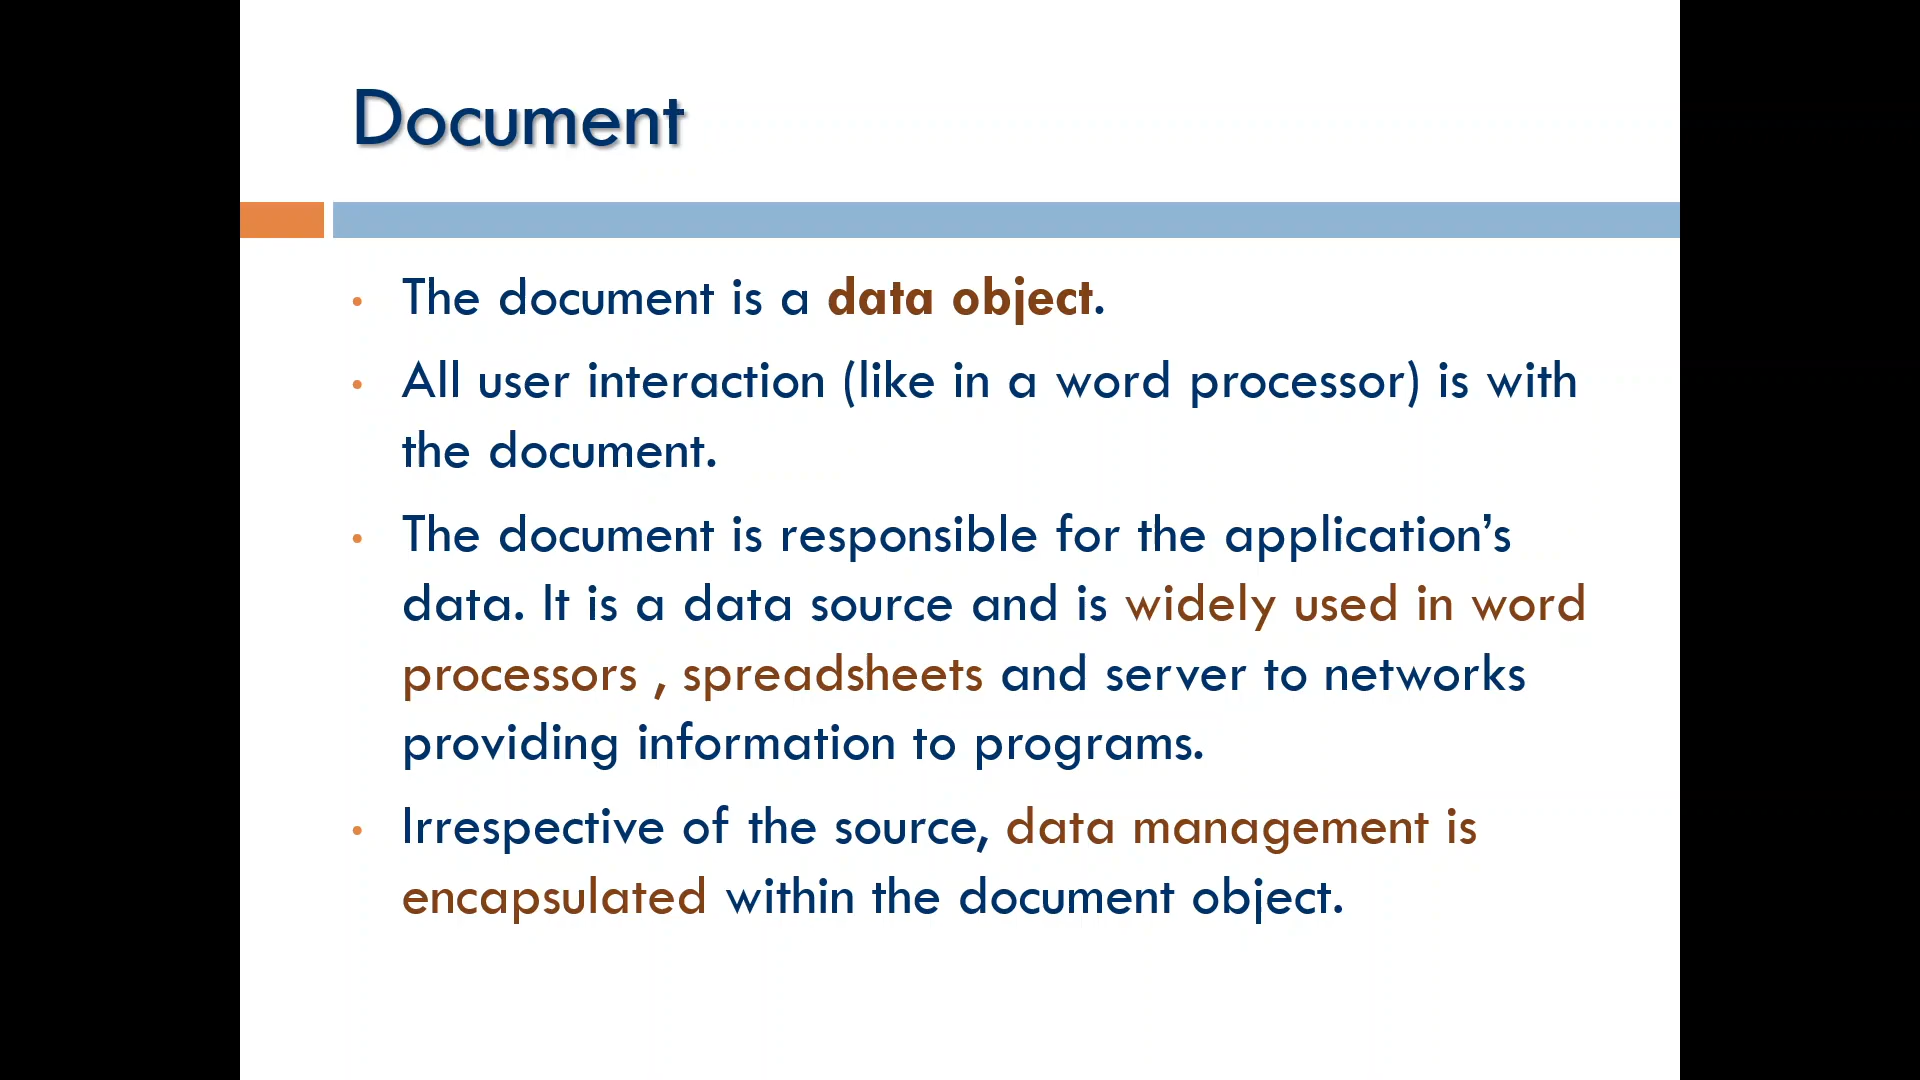 Document
• The document is a data object.
• All user interaction (like in a word processor) is with
the document.
• The document is responsible for the application’s
data. It is a data source and is widely used in word
processors , spreadsheets and server to networks
providing information to programs.
• Irrespective of the source, data management is
encapsulated within the document object.